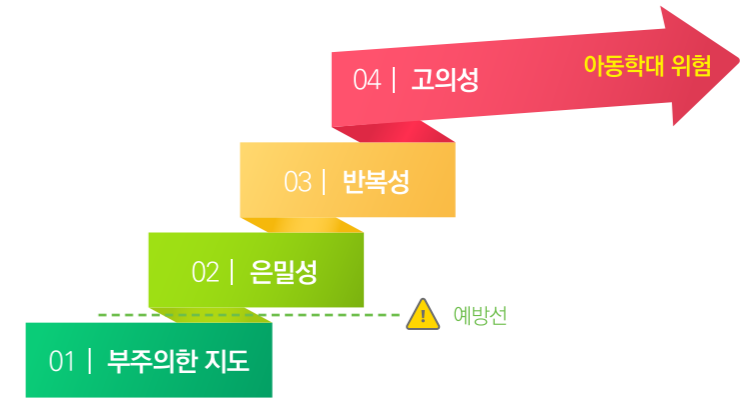 04 | 고의성
아동학대 위험
03 | 반복성
02 | 은밀성
예방선
01 | 부주의한 지도